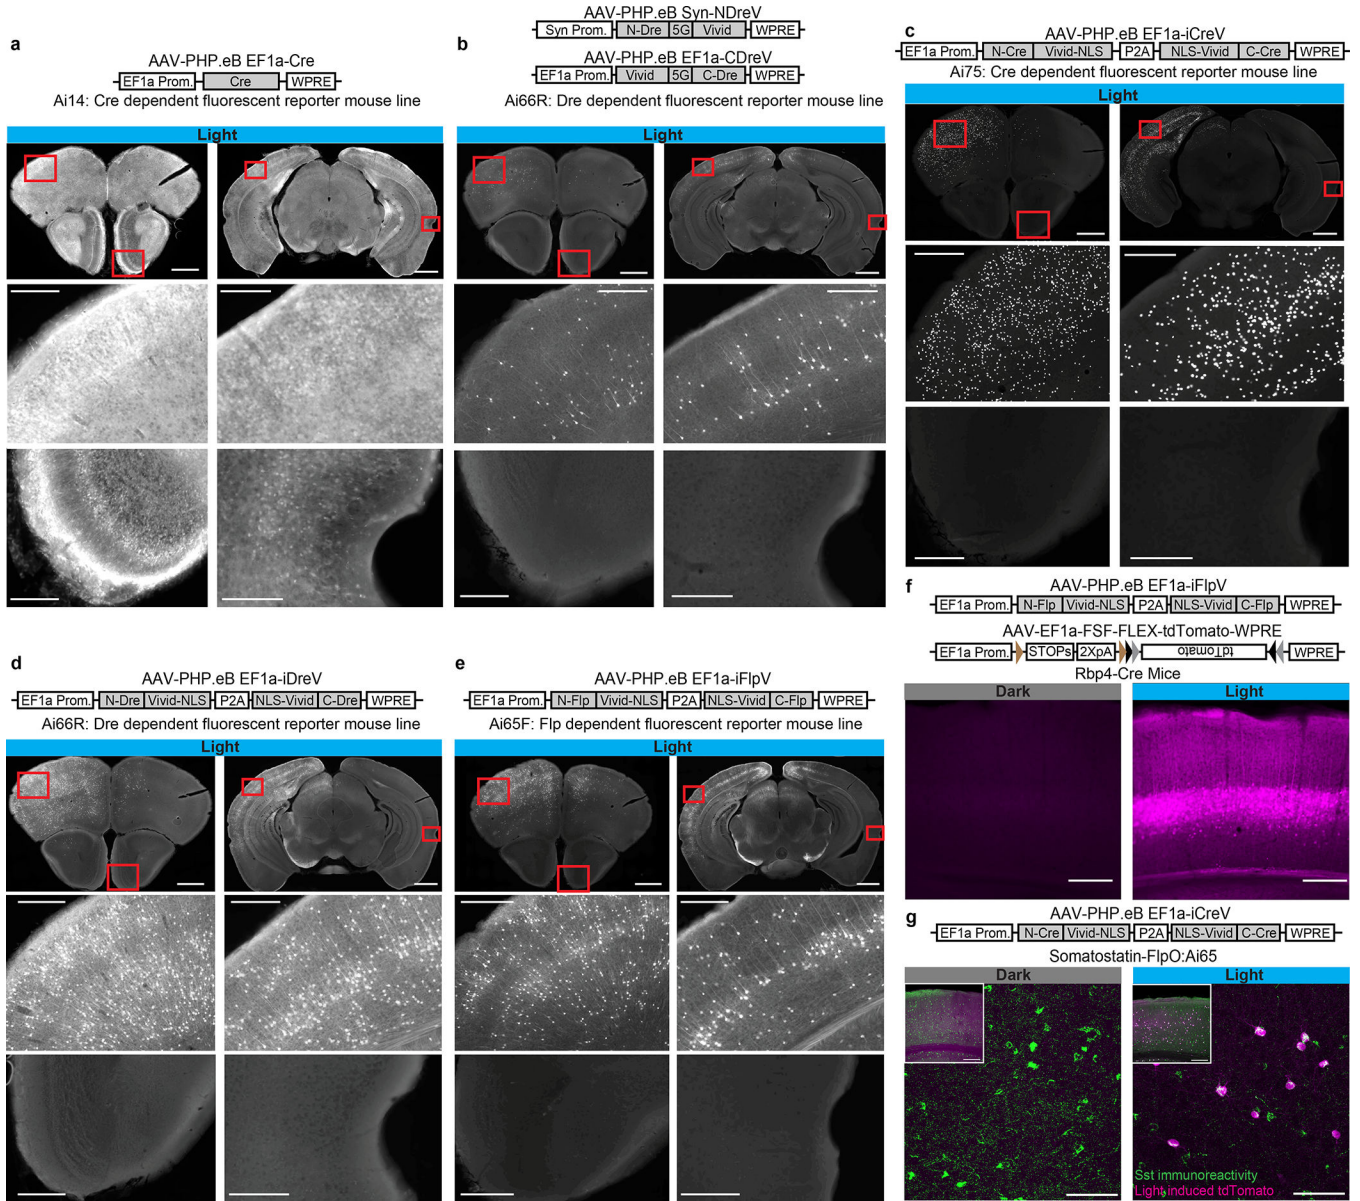 a
AAV-PHP.eB EF1a-Cre
EF1a Prom. Cre WPRE
Ai14: Cre dependent fluorescent reporter mouse line
Light
b
AAV-PHP.eB Syn-NDreV
Syn Prom. N-Dre 5G Vivid WPRE
AAV-PHP.eB EF1a-CDreV
EF1a Prom. Vivid 5G C-Dre WPRE
Ai66R: Dre dependent fluorescent reporter mouse line
Light
c
AAV-PHP.eB EF1a-iCreV
EF1a Prom. N-Cre Vivid-NLS P2A NLS-Vivid C-Cre WPRE
Ai75: Cre dependent fluorescent reporter mouse line
Light
d
AAV-PHP.eB EF1a-iDreV
EF1a Prom. N-Dre Vivid-NLS P2A NLS-Vivid C-Dre WPRE
Ai66R: Dre dependent fluorescent reporter mouse line
Light
e
AAV-PHP.eB EF1a-iFlpV
EF1a Prom. N-Flp Vivid-NLS P2A NLS-Vivid C-Flp WPRE
Ai65F: Flp dependent fluorescent reporter mouse line
Light
f
AAV-PHP.eB EF1a-iFlpV
EF1a Prom. N-Flp Vivid-NLS P2A NLS-Vivid C-Flp WPRE
AAV-EF1a-FSF-FLEX-tdTomato-WPRE
EF1a Prom. STOPs 2XpA tdTomato WPRE
Rbp4-Cre Mice
Dark Light
g
AAV-PHP.eB EF1a-iCreV
EF1a Prom. N-Cre Vivid-NLS P2A NLS-Vivid C-Cre WPRE
Somatostatin-FlpO:Ai65
Dark Light
Sst immunoreactivity
Light induced tdTomato